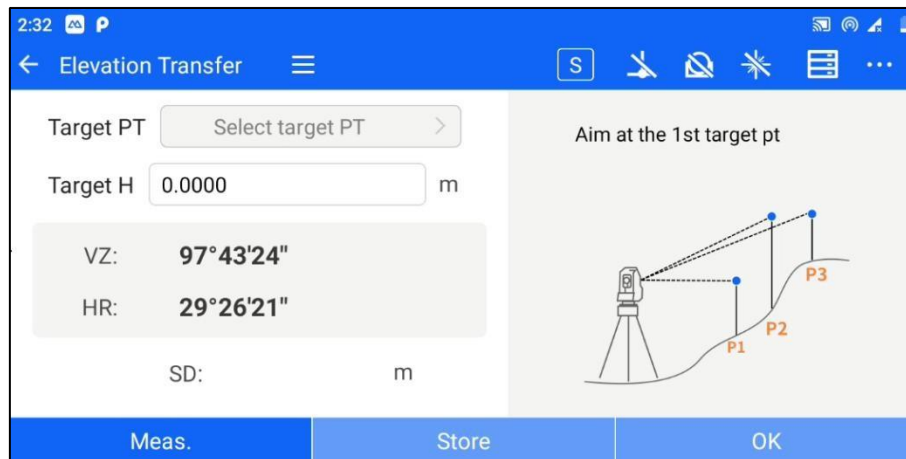 2:32
Elevation Transfer
S
Target PT Select target PT
Target H 0.0000 m
VZ: 97°43'24"
HR: 29°26'21"
SD: m
Aim at the 1st target pt
P3
P2
P1
Meas. Store OK